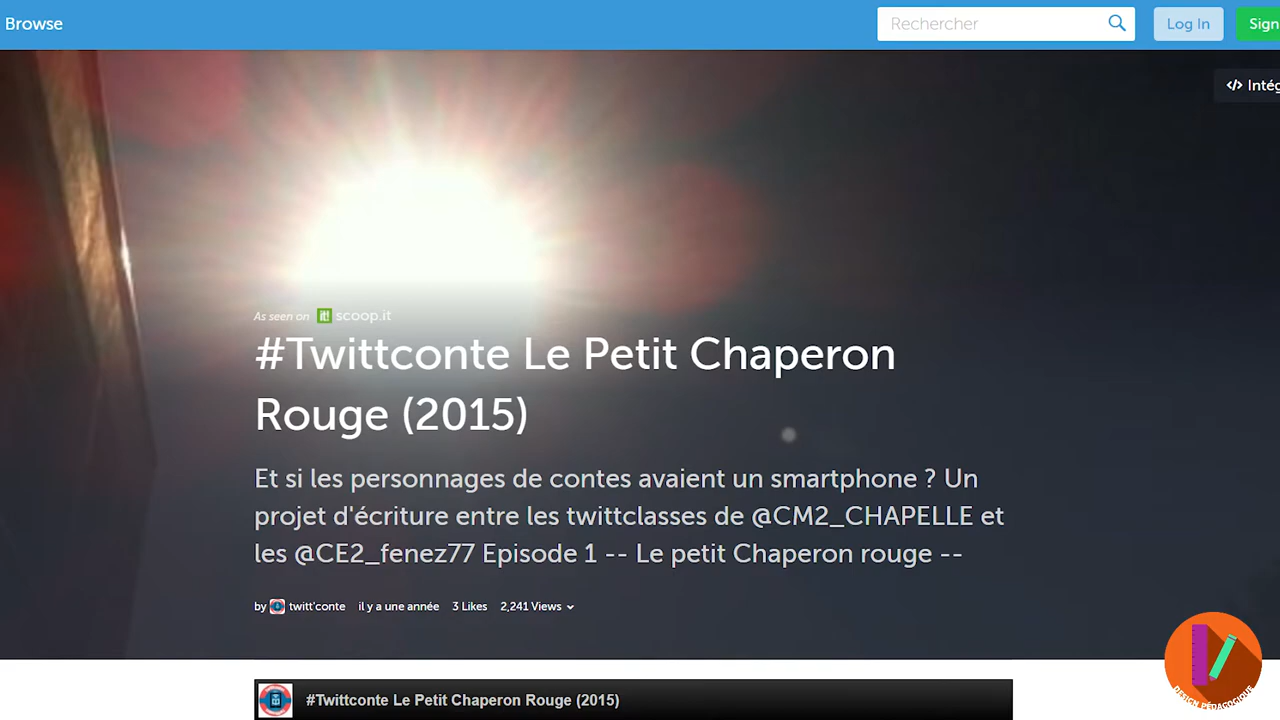 Browse
Rechercher
Log In
Sign
</> Intég
As seen on it! scoop.it
#Twittconte Le Petit Chaperon
Rouge (2015)
Et si les personnages de contes avaient un smartphone ? Un
projet d'écriture entre les twittclasses de @CM2_CHAPELLE et
les @CE2_fenez77 Episode 1 -- Le petit Chaperon rouge --
by twitt'conte il y a une année 3 Likes 2,241 Views
#Twittconte Le Petit Chaperon Rouge (2015)
DESIGN PÉDAGOGIQUE